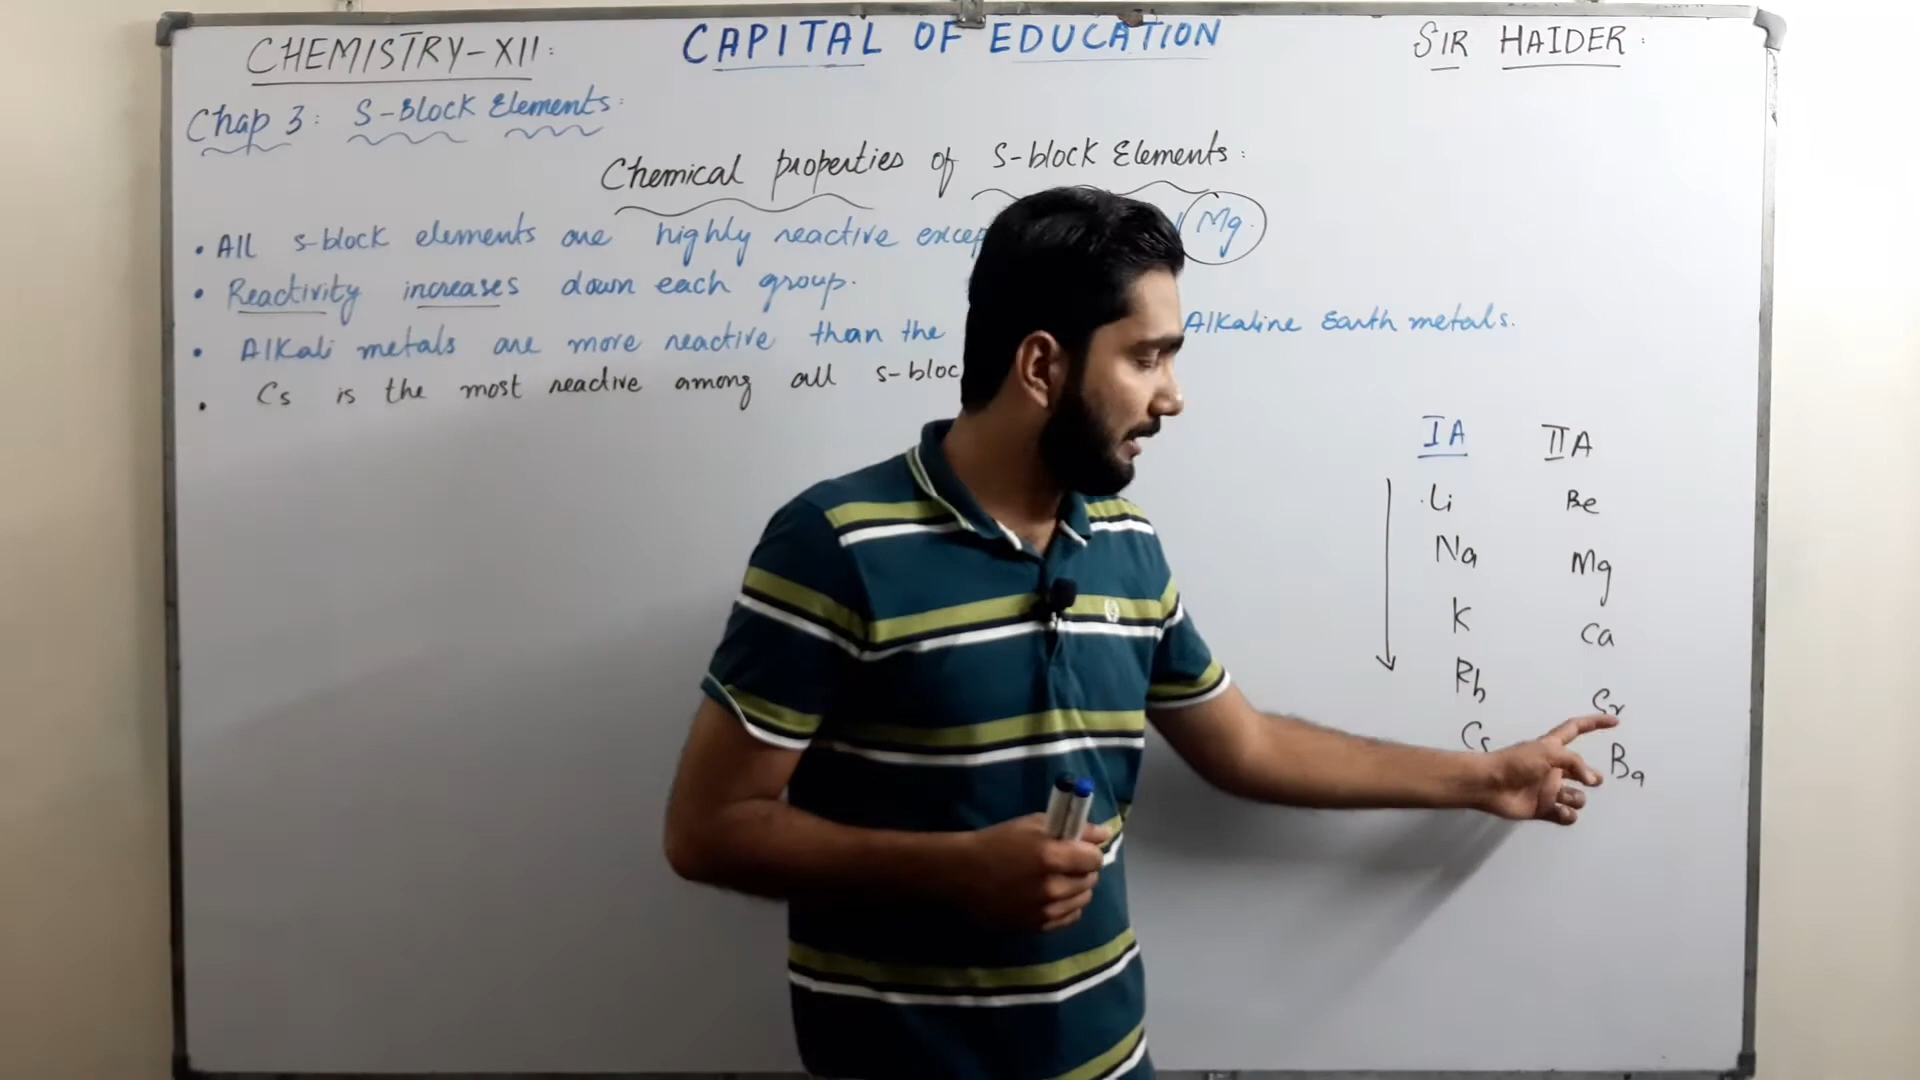 CHEMISTRY-XII:
CAPITAL OF EDUCATION
SIR HAIDER:
Chap 3: S-Block Elements:
Chemical properties of S-block Elements:
• All s-block elements are highly reactive excep Mg.
• Reactivity increases down each group.
• Alkali metals are more reactive than the Alkaline Earth metals.
• Cs is the most reactive among all s-bloc
IA IIA
Li Be
Na Mg
K Ca
Rb Sr
Cs Ba